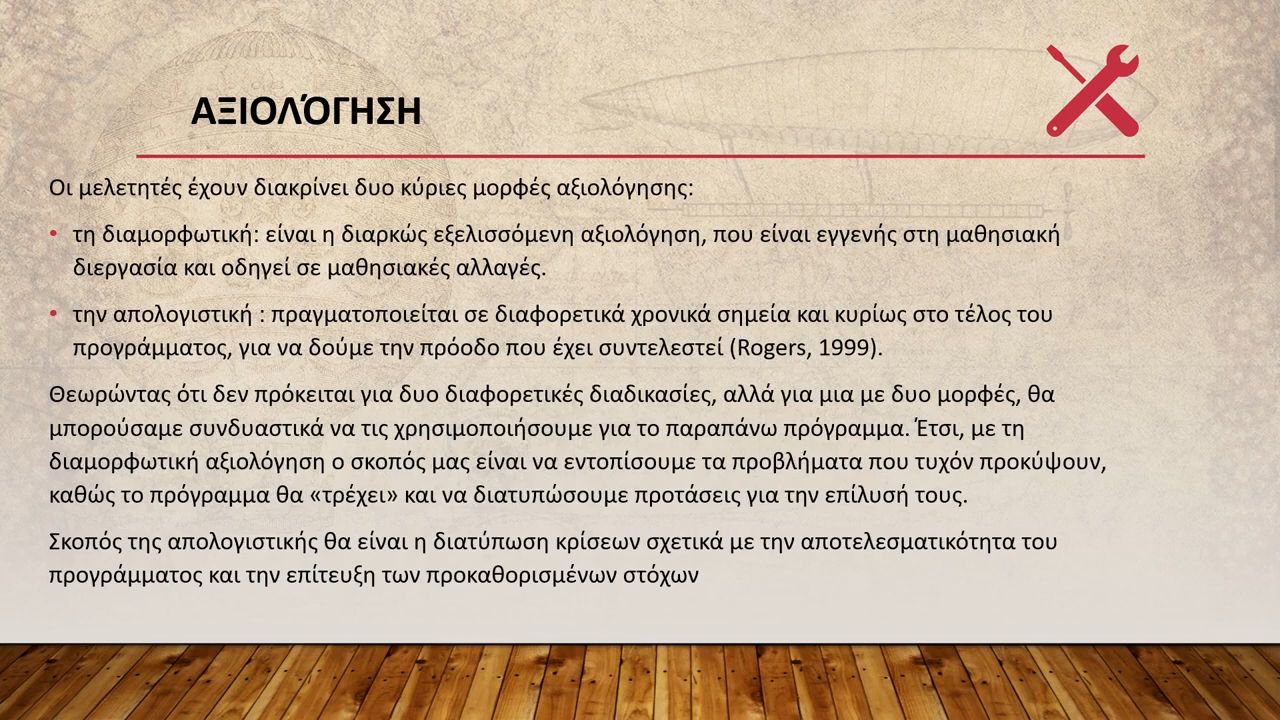 ΑΞΙΟΛΌΓΗΣΗ
Οι μελετητές έχουν διακρίνει δυο κύριες μορφές αξιολόγησης:
• τη διαμορφωτική: είναι η διαρκώς εξελισσόμενη αξιολόγηση, που είναι εγγενής στη μαθησιακή
διεργασία και οδηγεί σε μαθησιακές αλλαγές.
• την απολογιστική : πραγματοποιείται σε διαφορετικά χρονικά σημεία και κυρίως στο τέλος του
προγράμματος, για να δούμε την πρόοδο που έχει συντελεστεί (Rogers, 1999).
Θεωρώντας ότι δεν πρόκειται για δυο διαφορετικές διαδικασίες, αλλά για μια με δυο μορφές, θα
μπορούσαμε συνδυαστικά να τις χρησιμοποιήσουμε για το παραπάνω πρόγραμμα. Έτσι, με τη
διαμορφωτική αξιολόγηση ο σκοπός μας είναι να εντοπίσουμε τα προβλήματα που τυχόν προκύψουν,
καθώς το πρόγραμμα θα «τρέχει» και να διατυπώσουμε προτάσεις για την επίλυσή τους.
Σκοπός της απολογιστικής θα είναι η διατύπωση κρίσεων σχετικά με την αποτελεσματικότητα του
προγράμματος και την επίτευξη των προκαθορισμένων στόχων